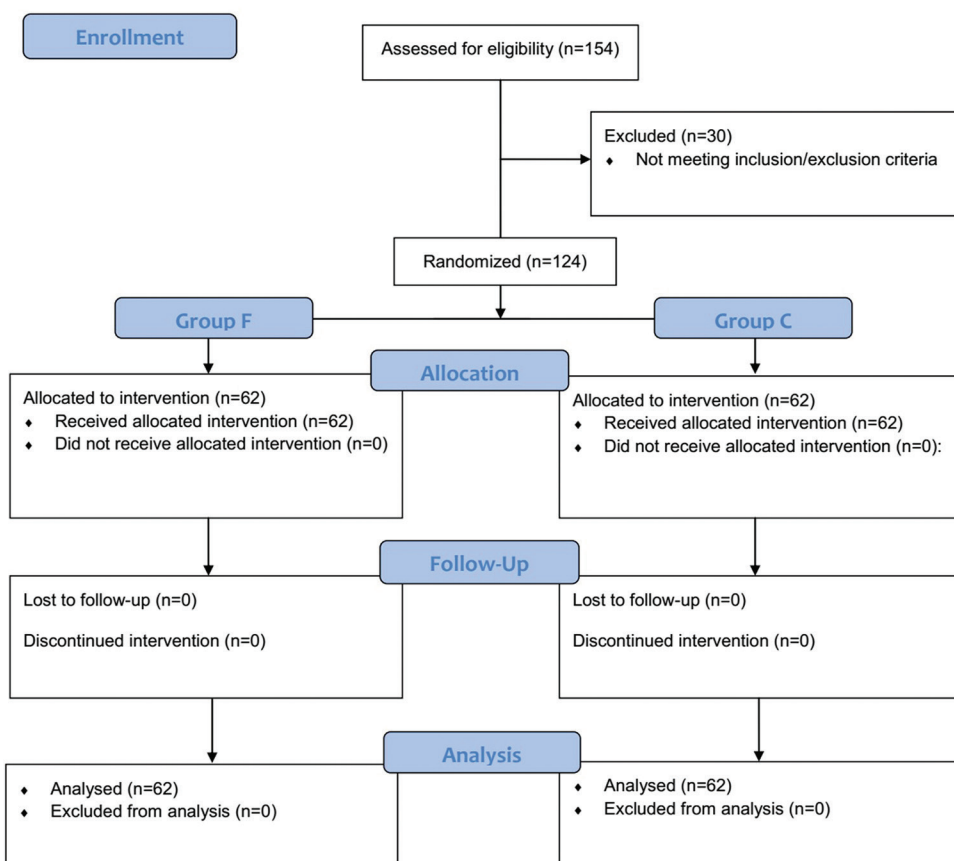 Enrollment
Assessed for eligibility (n=154)
Excluded (n=30)
♦ Not meeting inclusion/exclusion criteria
Randomized (n=124)
Group F
Group C
Allocation
Allocated to intervention (n=62)
♦ Received allocated intervention (n=62)
♦ Did not receive allocated intervention (n=0)
Allocated to intervention (n=62)
♦ Received allocated intervention (n=62)
♦ Did not receive allocated intervention (n=0):
Follow-Up
Lost to follow-up (n=0)
Discontinued intervention (n=0)
Lost to follow-up (n=0)
Discontinued intervention (n=0)
Analysis
♦ Analysed (n=62)
♦ Excluded from analysis (n=0)
♦ Analysed (n=62)
♦ Excluded from analysis (n=0)